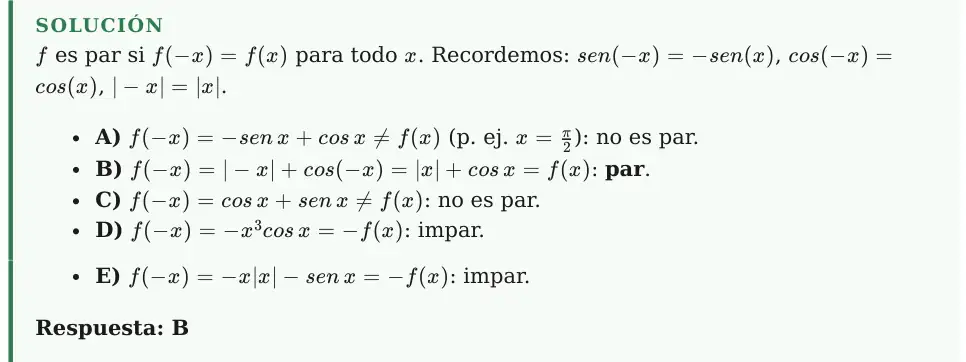 SOLUCIÓN
f es par si f(−x) = f(x) para todo x. Recordemos: sen(−x) = −sen(x), cos(−x) =
cos(x), | − x| = |x|.
• A) f(−x) = −sen x + cos x ≠ f(x) (p. ej. x = π/2): no es par.
• B) f(−x) = | − x| + cos(−x) = |x| + cos x = f(x): par.
• C) f(−x) = cos x + sen x ≠ f(x): no es par.
• D) f(−x) = −x³cos x = −f(x): impar.
• E) f(−x) = −x|x| − sen x = −f(x): impar.
Respuesta: B